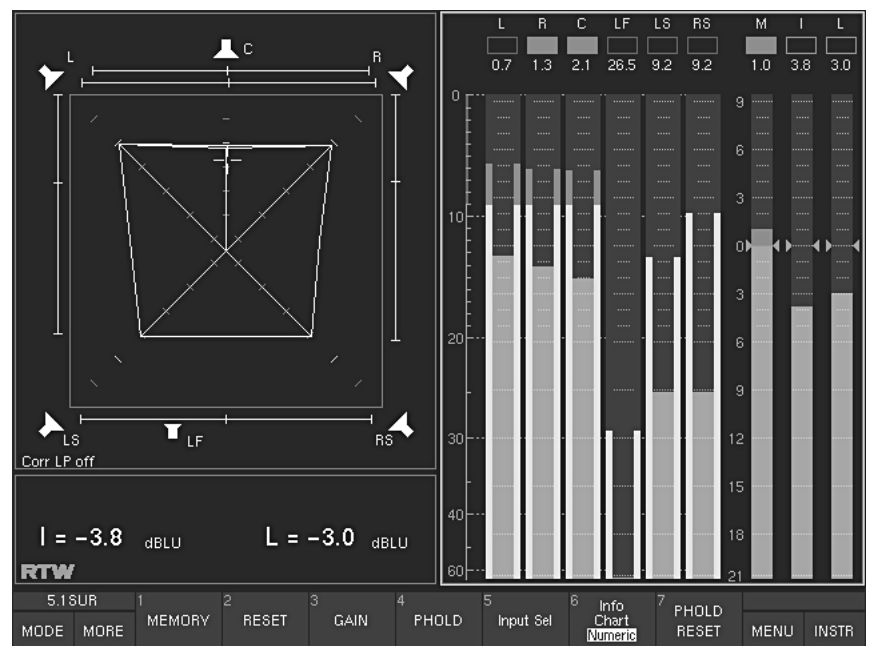 L
C
R
LS
LF
RS
Corr LP off
I = −3.8 dBLU
L = −3.0 dBLU
RTW
L R C LF LS RS M I L
0.7 1.3 2.1 26.5 9.2 9.2 1.0 3.8 3.0
0
10
20
30
40
60
9
6
3
0
3
6
9
12
15
18
21
5.1SUR
MODE MORE
1 MEMORY
2 RESET
3 GAIN
4 PHOLD
5 Input Sel
6 Info
Chart
Numeric
7 PHOLD
RESET
MENU INSTR